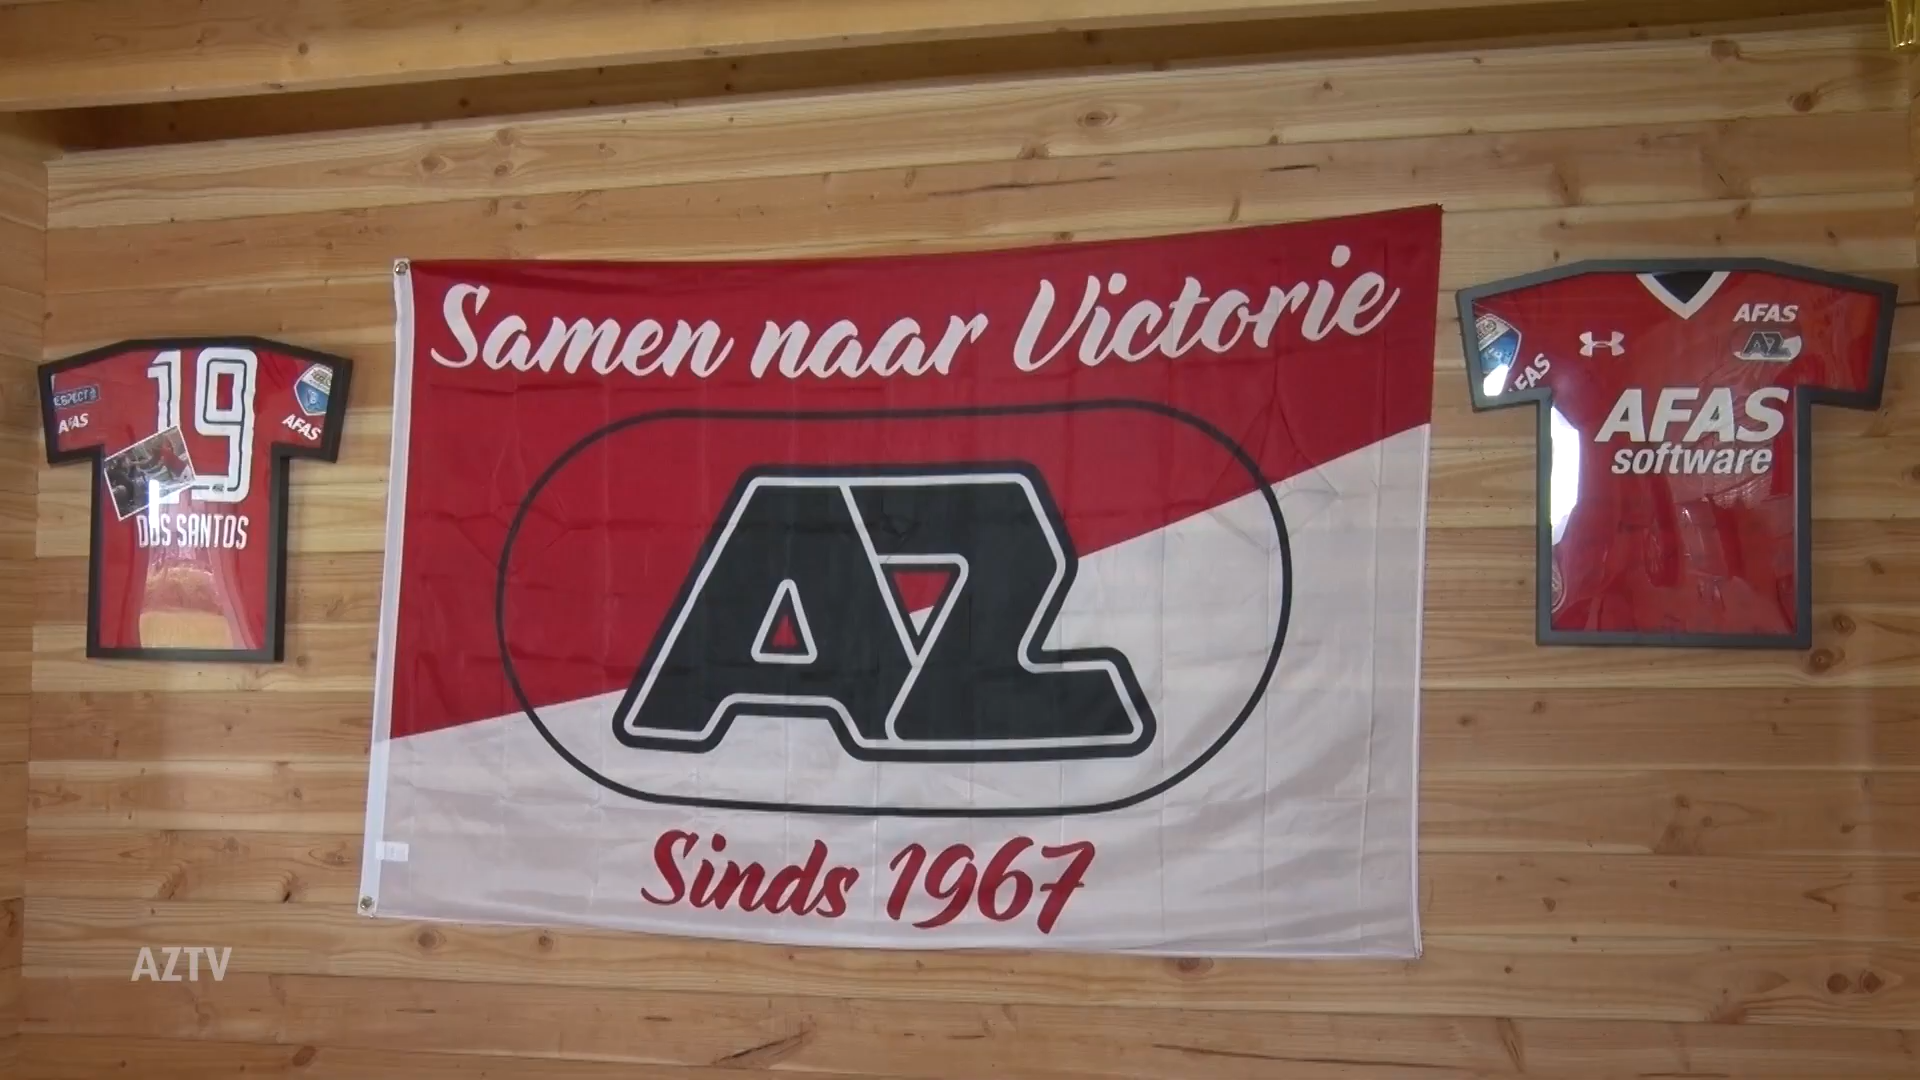 Samen naar Victorie
AZ
Sinds 1967
19
DOS SANTOS
AFAS
AFAS
AFAS
AZ
AFAS
software
AFAS
AZTV